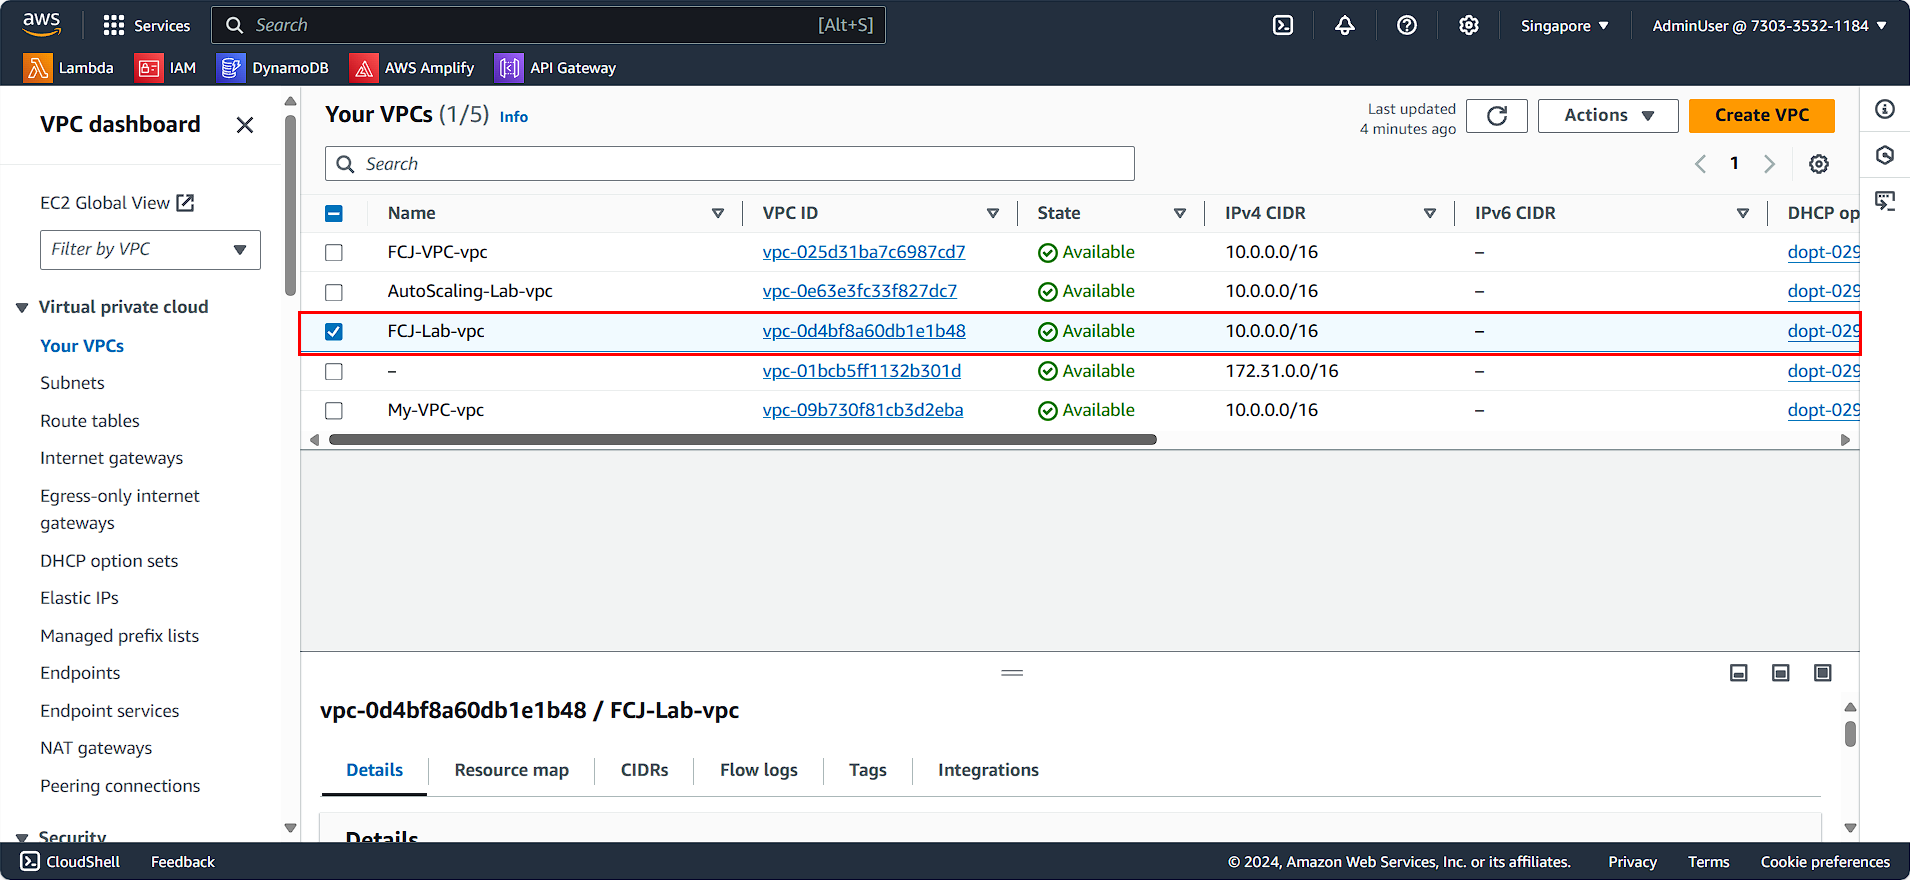 aws
Services
Search
[Alt+S]
Singapore
AdminUser @ 7303-3532-1184
Lambda
IAM
DynamoDB
AWS Amplify
API Gateway
VPC dashboard
EC2 Global View
Filter by VPC
Virtual private cloud
Your VPCs
Subnets
Route tables
Internet gateways
Egress-only internet
gateways
DHCP option sets
Elastic IPs
Managed prefix lists
Endpoints
Endpoint services
NAT gateways
Peering connections
Security
Your VPCs (1/5) Info
Last updated
4 minutes ago
Actions
Create VPC
Search
1
Name VPC ID State IPv4 CIDR IPv6 CIDR DHCP op
FCJ-VPC-vpc vpc-025d31ba7c6987cd7 Available 10.0.0.0/16 – dopt-029
AutoScaling-Lab-vpc vpc-0e63e3fc33f827dc7 Available 10.0.0.0/16 – dopt-029
FCJ-Lab-vpc vpc-0d4bf8a60db1e1b48 Available 10.0.0.0/16 – dopt-029
– vpc-01bcb5ff1132b301d Available 172.31.0.0/16 – dopt-029
My-VPC-vpc vpc-09b730f81cb3d2eba Available 10.0.0.0/16 – dopt-029
vpc-0d4bf8a60db1e1b48 / FCJ-Lab-vpc
Details Resource map CIDRs Flow logs Tags Integrations
Details
CloudShell Feedback © 2024, Amazon Web Services, Inc. or its affiliates. Privacy Terms Cookie preferences